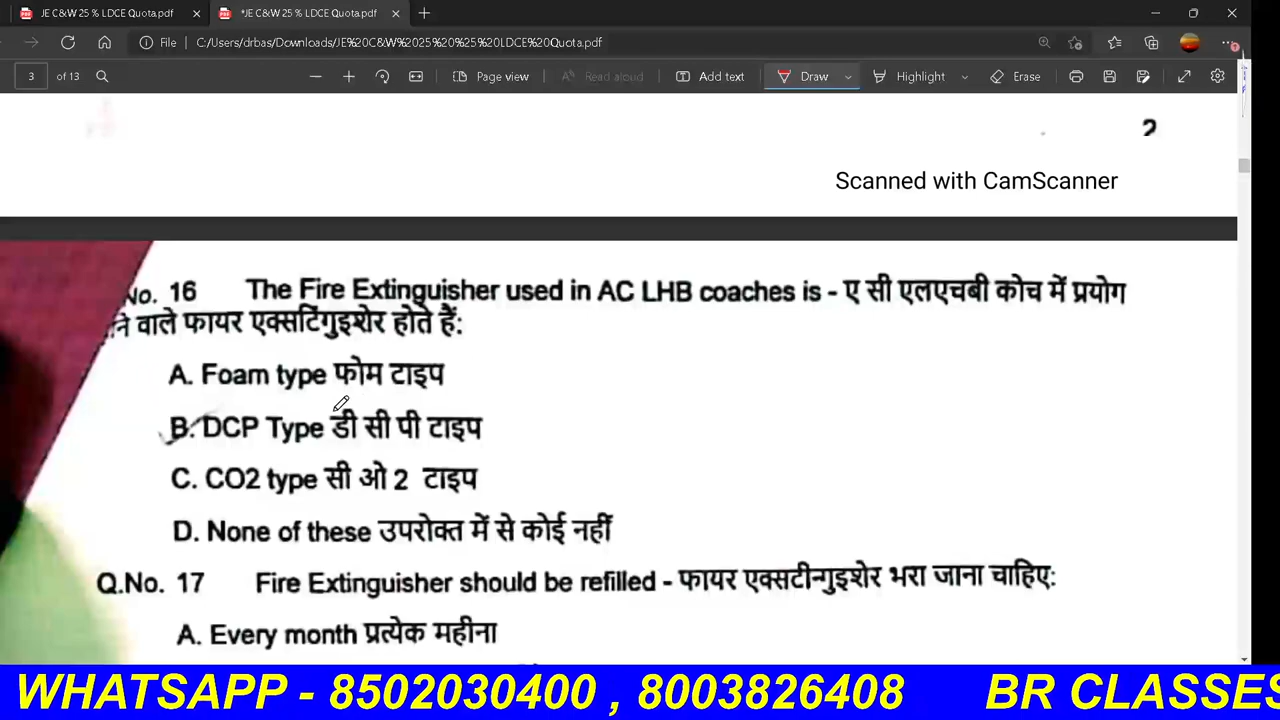 JE C&W 25 % LDCE Quota.pdf
*JE C&W 25 % LDCE Quota.pdf
File
C:/Users/drbas/Downloads/JE%20C&W%2025%20%25%20LDCE%20Quota.pdf
3 of 13
Page view
Read aloud
Add text
Draw
Highlight
Erase
2
Scanned with CamScanner
No. 16 The Fire Extinguisher used in AC LHB coaches is - ए सी एलएचबी कोच में प्रयोग
वाले फायर एक्सटिंगुइशेर होते हैं:
A. Foam type फोम टाइप
B. DCP Type डी सी पी टाइप
C. CO2 type सी ओ 2 टाइप
D. None of these उपरोक्त में से कोई नहीं
Q.No. 17 Fire Extinguisher should be refilled - फायर एक्सटीन्गुइशेर भरा जाना चाहिए:
A. Every month प्रत्येक महीना
WHATSAPP - 8502030400 , 8003826408 BR CLASSES